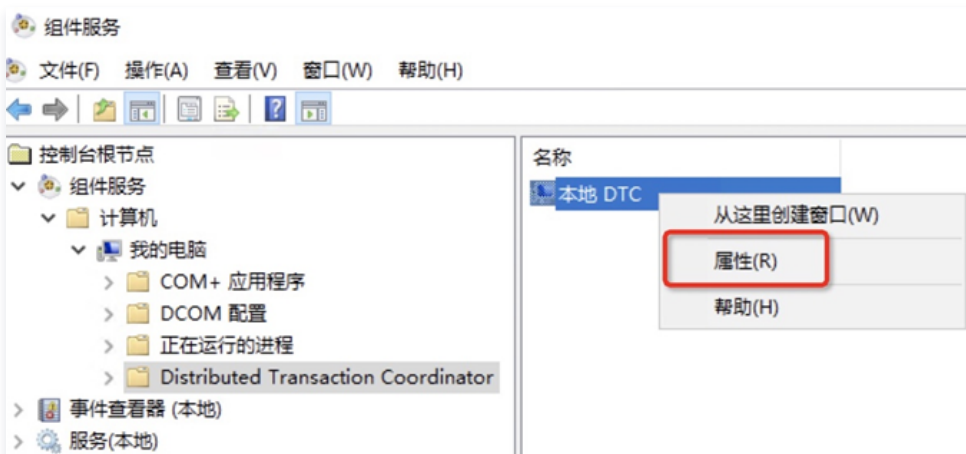 组件服务
文件(F) 操作(A) 查看(V) 窗口(W) 帮助(H)
控制台根节点
组件服务
计算机
我的电脑
COM+ 应用程序
DCOM 配置
正在运行的进程
Distributed Transaction Coordinator
事件查看器 (本地)
服务(本地)
名称
本地 DTC
从这里创建窗口(W)
属性(R)
帮助(H)